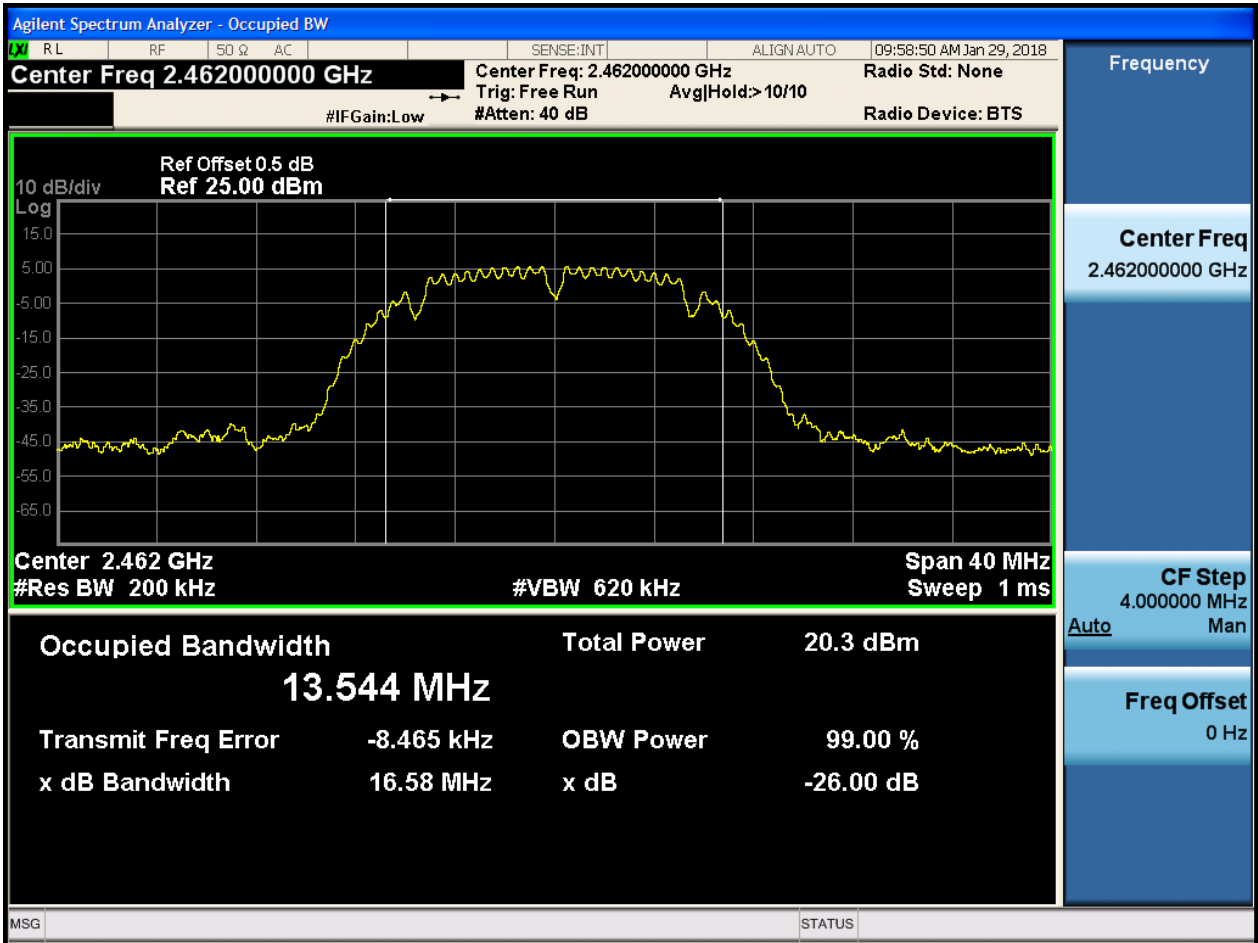 Agilent Spectrum Analyzer - Occupied BW
LXI RL RF 50 Ω AC SENSE:INT ALIGN AUTO 09:58:50 AM Jan 29, 2018
Center Freq 2.462000000 GHz
Center Freq: 2.462000000 GHz
Radio Std: None
Trig: Free Run Avg|Hold:>10/10
#IFGain:Low
#Atten: 40 dB
Radio Device: BTS
Ref Offset 0.5 dB
10 dB/div Ref 25.00 dBm
Log
15.0
5.00
-5.00
-15.0
-25.0
-35.0
-45.0
-55.0
-65.0
Center 2.462 GHz Span 40 MHz
#Res BW 200 kHz #VBW 620 kHz Sweep 1 ms
Occupied Bandwidth
13.544 MHz
Total Power 20.3 dBm
Transmit Freq Error -8.465 kHz OBW Power 99.00 %
x dB Bandwidth 16.58 MHz x dB -26.00 dB
Frequency
Center Freq
2.462000000 GHz
CF Step
4.000000 MHz
Auto Man
Freq Offset
0 Hz
MSG STATUS